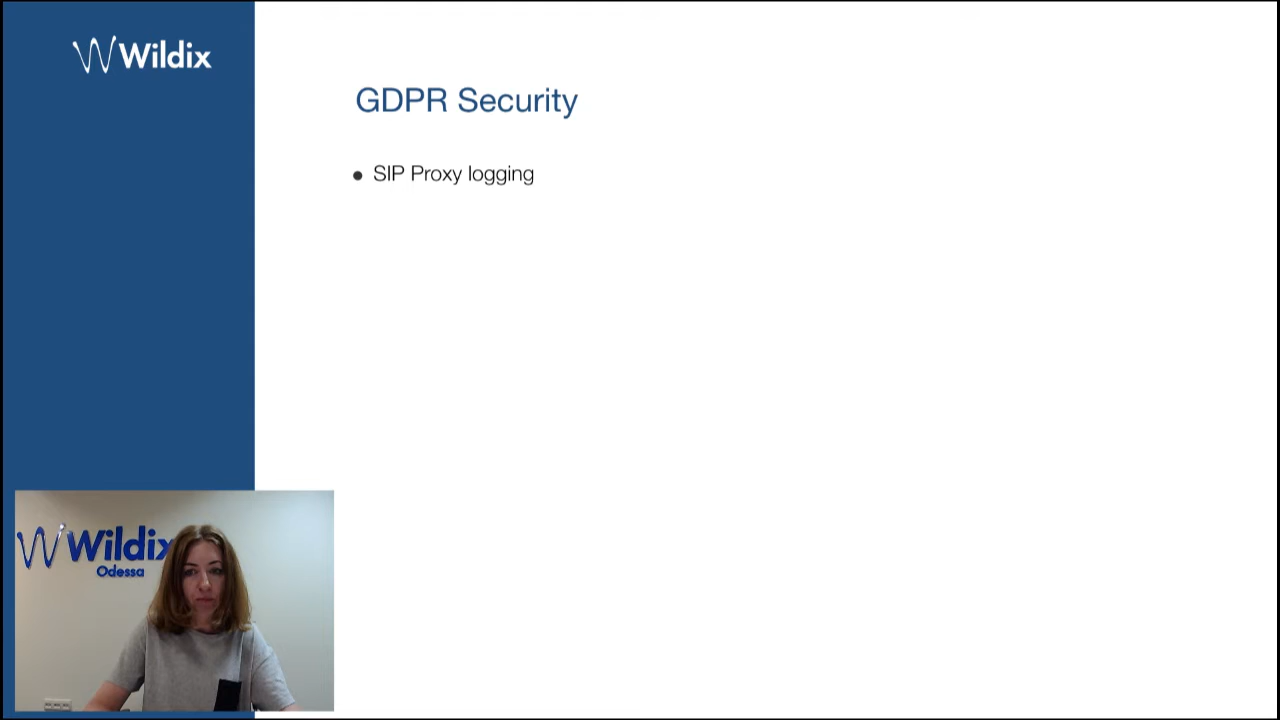 Wildix
GDPR Security
• SIP Proxy logging
Wildix
Odessa